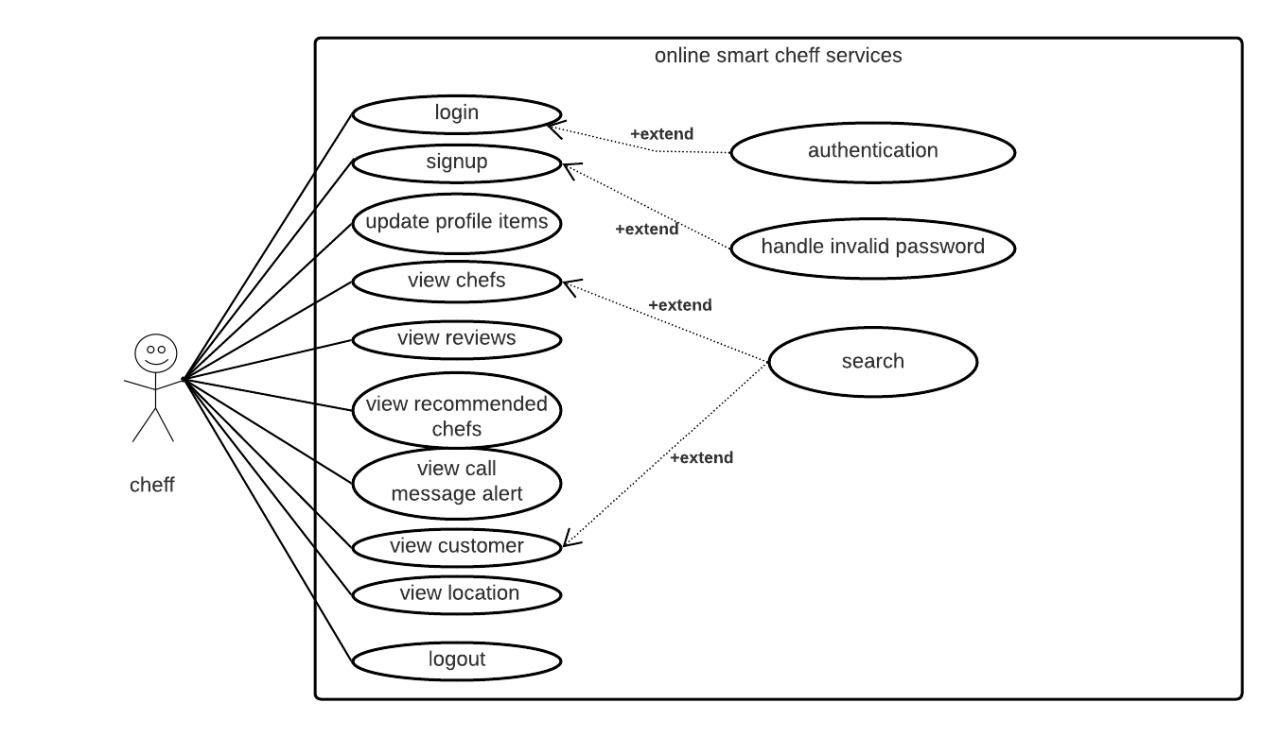 online smart cheff services
login
+extend
authentication
signup
update profile items
+extend
handle invalid password
view chefs
+extend
view reviews
search
view recommended
chefs
view call
message alert
+extend
cheff
view customer
view location
logout